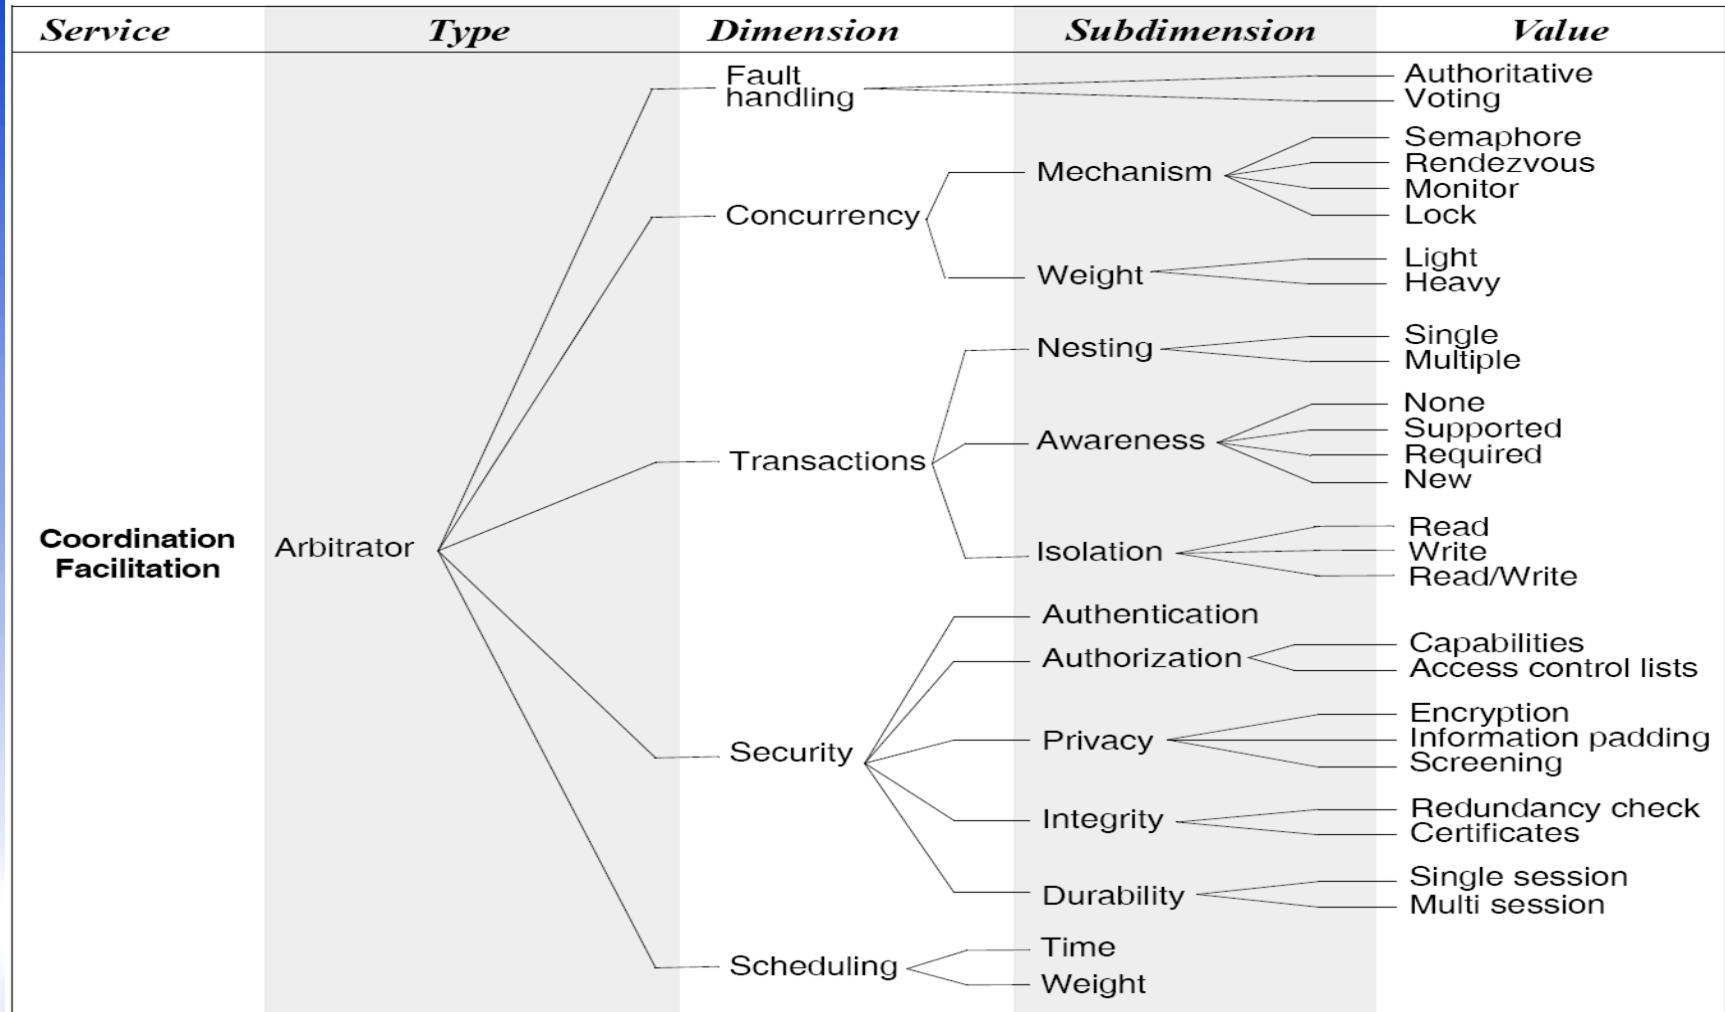 Service Type Dimension Subdimension Value
Fault
handling
Authoritative
Voting
Concurrency
Mechanism
Semaphore
Rendezvous
Monitor
Lock
Weight
Light
Heavy
Transactions
Nesting
Single
Multiple
Awareness
None
Supported
Required
New
Isolation
Read
Write
Read/Write
Coordination
Facilitation
Arbitrator
Security
Authentication
Authorization
Capabilities
Access control lists
Privacy
Encryption
Information padding
Screening
Integrity
Redundancy check
Certificates
Durability
Single session
Multi session
Scheduling
Time
Weight